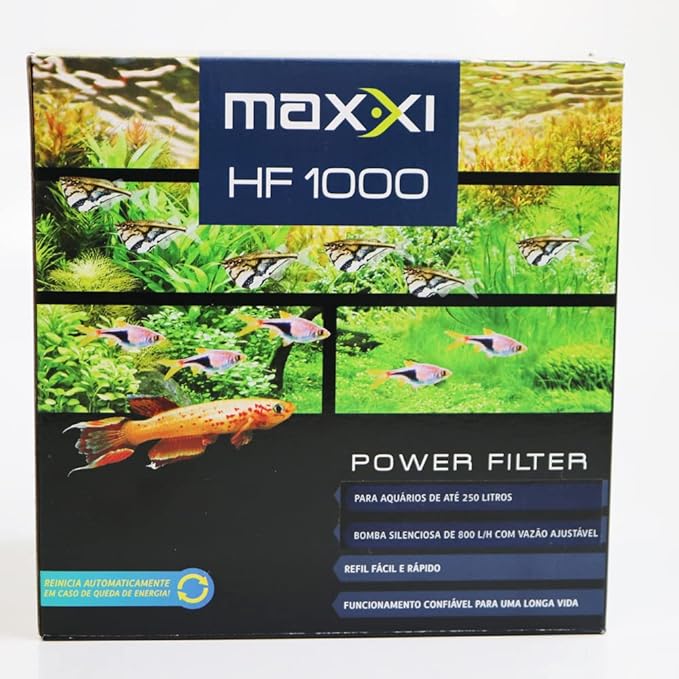 maxxi
HF 1000
POWER FILTER
PARA AQUÁRIOS DE ATÉ 250 LITROS
BOMBA SILENCIOSA DE 800 L/H COM VAZÃO AJUSTÁVEL
REFIL FÁCIL E RÁPIDO
FUNCIONAMENTO CONFIÁVEL PARA UMA LONGA VIDA
REINICIA AUTOMATICAMENTE
EM CASO DE QUEDA DE ENERGIA!